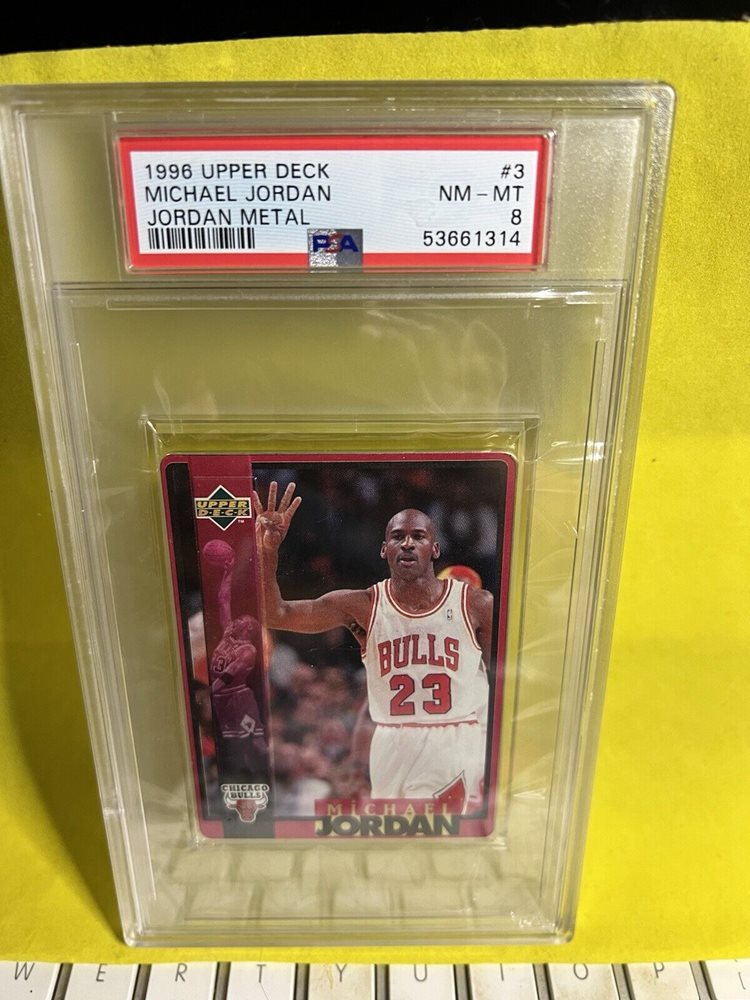 1996 UPPER DECK #3
MICHAEL JORDAN NM - MT
JORDAN METAL 8
PSA 53661314
UPPER
D·E·C·K
TM
BULLS
23
CHICAGO
BULLS
MiCHAEL
JORDAN
W E R T Y U I O P